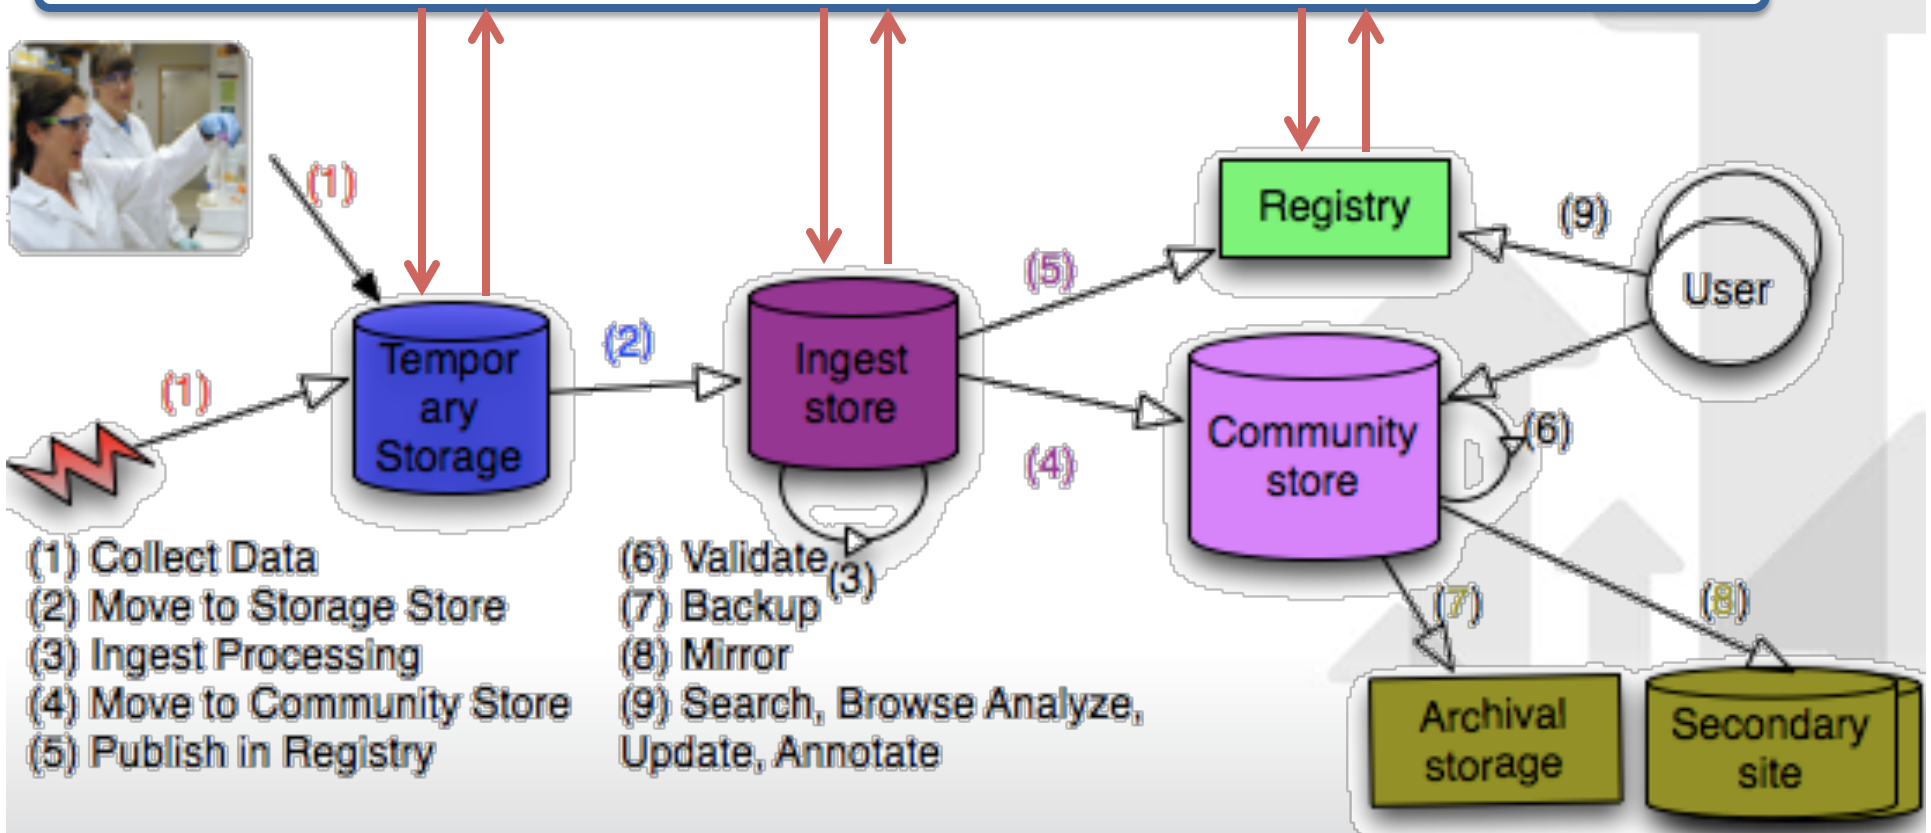 (1)
Registry
(9)
User
(5)
(2)
Tempor
ary
Storage
Ingest
store
(1)
Community
store
(6)
(4)
(3)
(7)
(8)
(1) Collect Data
(2) Move to Storage Store
(3) Ingest Processing
(4) Move to Community Store
(5) Publish in Registry
(6) Validate
(7) Backup
(8) Mirror
(9) Search, Browse Analyze,
Update, Annotate
Archival
storage
Secondary
site